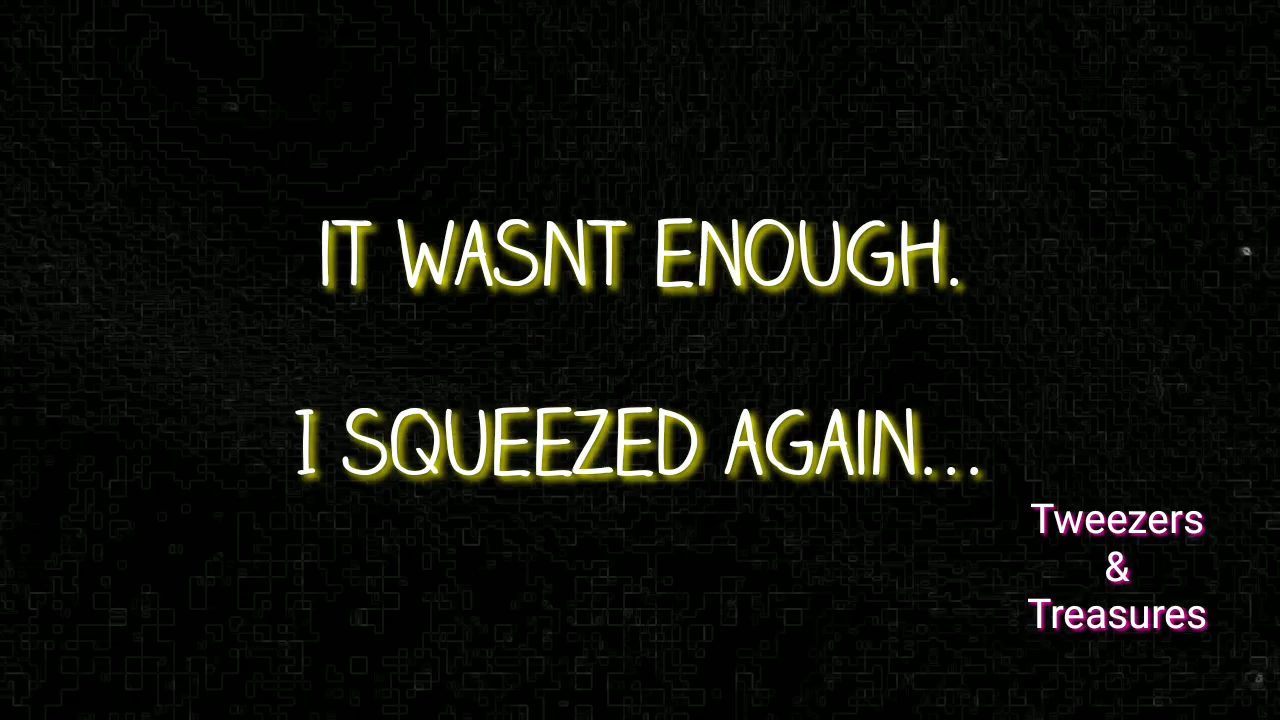 IT WASNT ENOUGH.
I SQUEEZED AGAIN...
Tweezers
&
Treasures